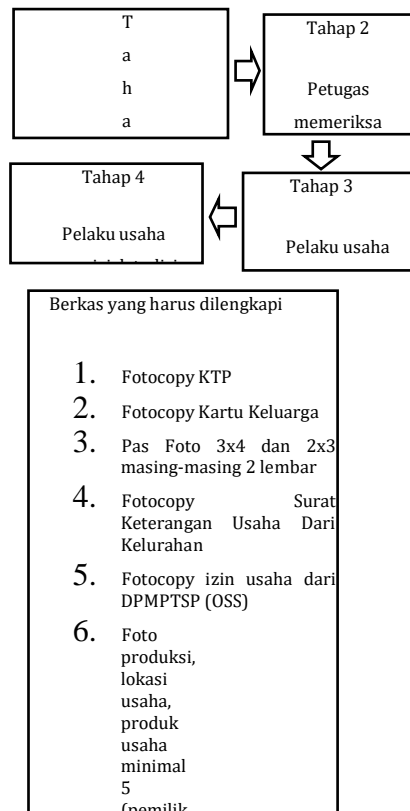 T
a
h
a
Tahap 2
Petugas
memeriksa
Tahap 4
Pelaku usaha
Tahap 3
Pelaku usaha
Berkas yang harus dilengkapi
1. Fotocopy KTP
2. Fotocopy Kartu Keluarga
3. Pas Foto 3x4 dan 2x3
masing-masing 2 lembar
4. Fotocopy Surat
Keterangan Usaha Dari
Kelurahan
5. Fotocopy izin usaha dari
DPMPTSP (OSS)
6. Foto
produksi,
lokasi
usaha,
produk
usaha
minimal
5
(pemilik